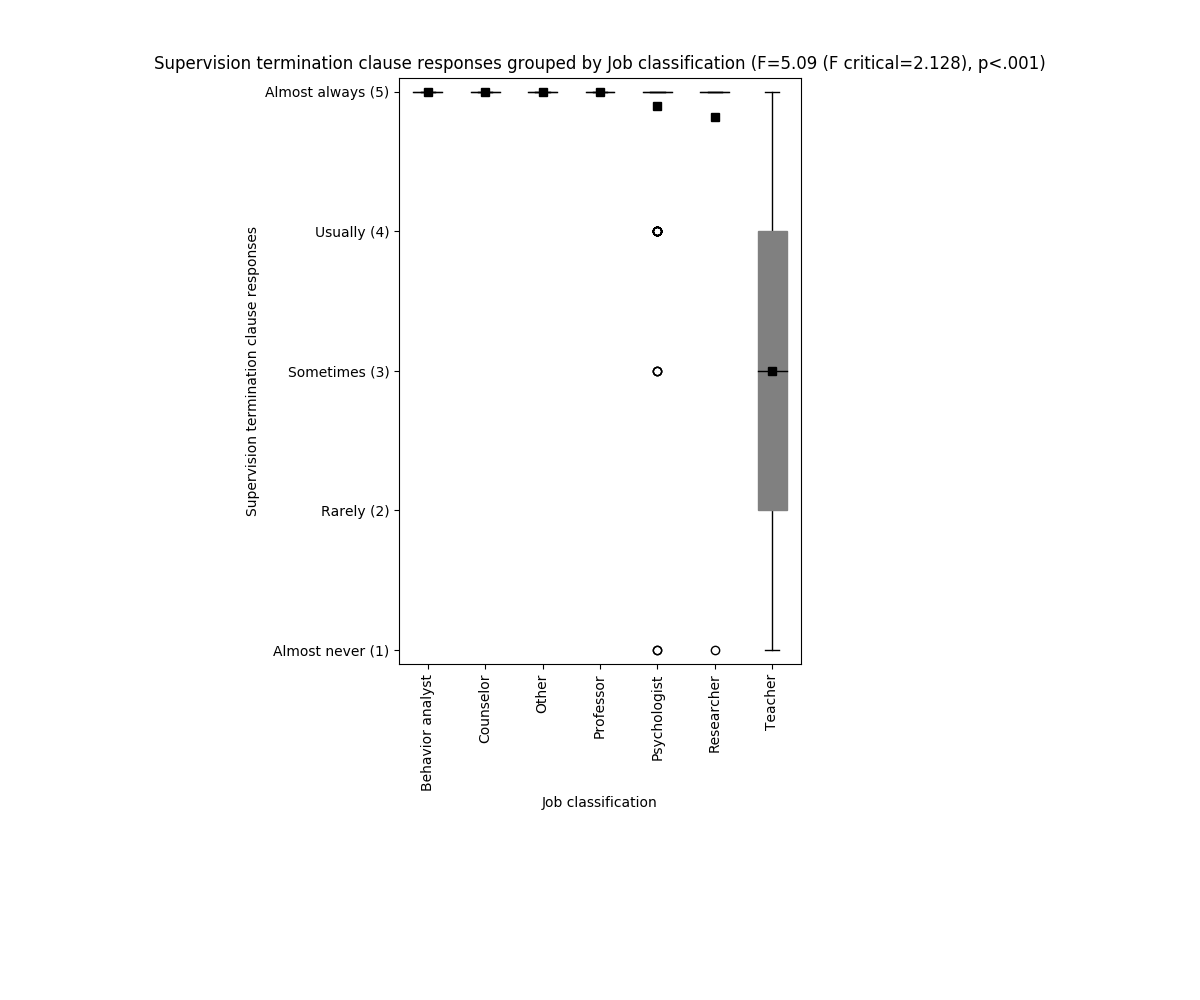 Supervision termination clause responses grouped by Job classification (F=5.09 (F critical=2.128), p<.001)
Almost always (5)
Usually (4)
Sometimes (3)
Rarely (2)
Almost never (1)
Supervision termination clause responses
Behavior analyst
Counselor
Other
Professor
Psychologist
Researcher
Teacher
Job classification